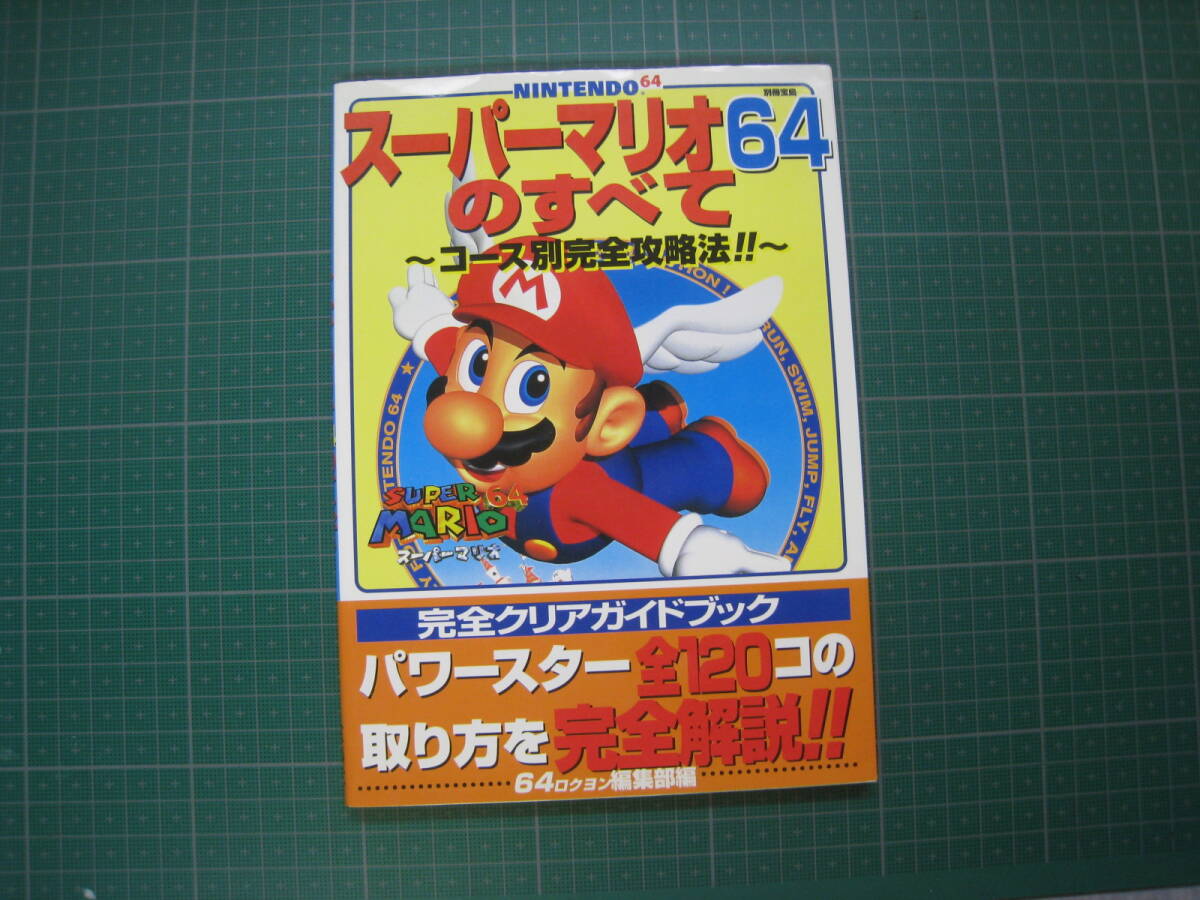 NINTENDO64
別冊宝島
スーパーマリオ64
のすべて
～コース別完全攻略法!!～
M
MON !
RUN, SWIM, JUMP, FLY, A
TENDO 64 ★
SUPER
MARIO 64
スーパーマリオ
完全クリアガイドブック
パワースター全120コの
取り方を完全解説!!
64ロクヨン編集部編